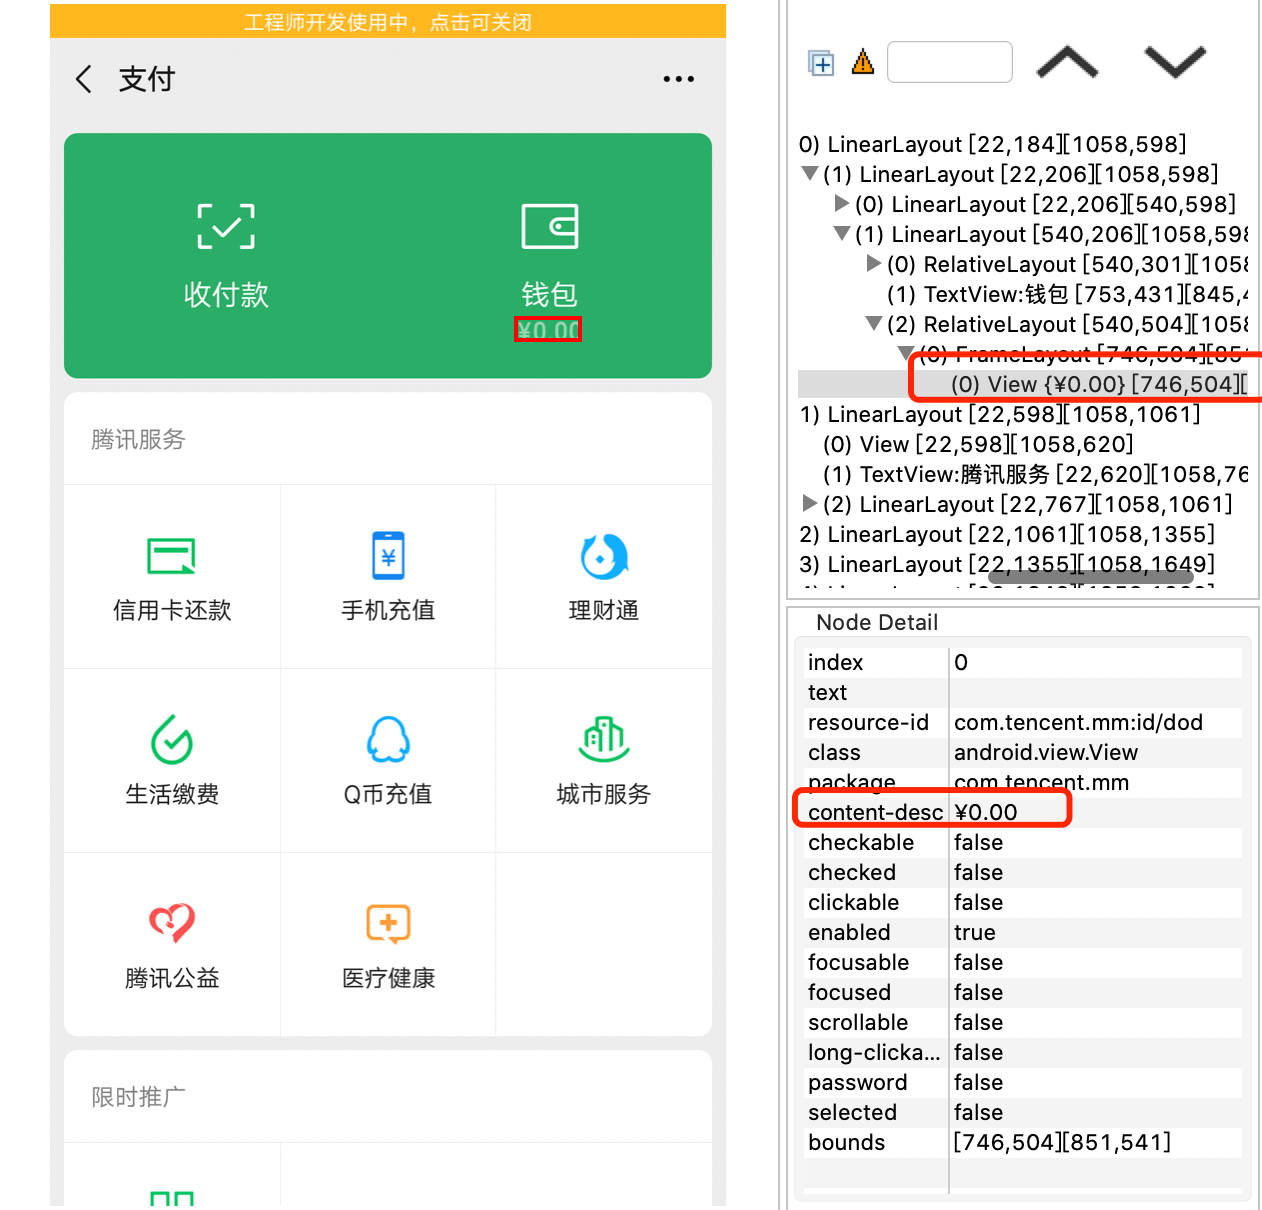 工程师开发使用中，点击可关闭
支付
收付款
钱包
¥0.00
腾讯服务
信用卡还款
手机充值
理财通
生活缴费
Q币充值
城市服务
腾讯公益
医疗健康
限时推广
0) LinearLayout [22,184][1058,598]
(1) LinearLayout [22,206][1058,598]
(0) LinearLayout [22,206][540,598]
(1) LinearLayout [540,206][1058,598
(0) RelativeLayout [540,301][1058
(1) TextView:钱包 [753,431][845,4
(2) RelativeLayout [540,504][1058
(0) FrameLayout [746,504][851
(0) View {¥0.00} [746,504][
1) LinearLayout [22,598][1058,1061]
(0) View [22,598][1058,620]
(1) TextView:腾讯服务 [22,620][1058,76
(2) LinearLayout [22,767][1058,1061]
2) LinearLayout [22,1061][1058,1355]
3) LinearLayout [22,1355][1058,1649]
Node Detail
index 0
text
resource-id com.tencent.mm:id/dod
class android.view.View
package com.tencent.mm
content-desc ¥0.00
checkable false
checked false
clickable false
enabled true
focusable false
focused false
scrollable false
long-clicka... false
password false
selected false
bounds [746,504][851,541]